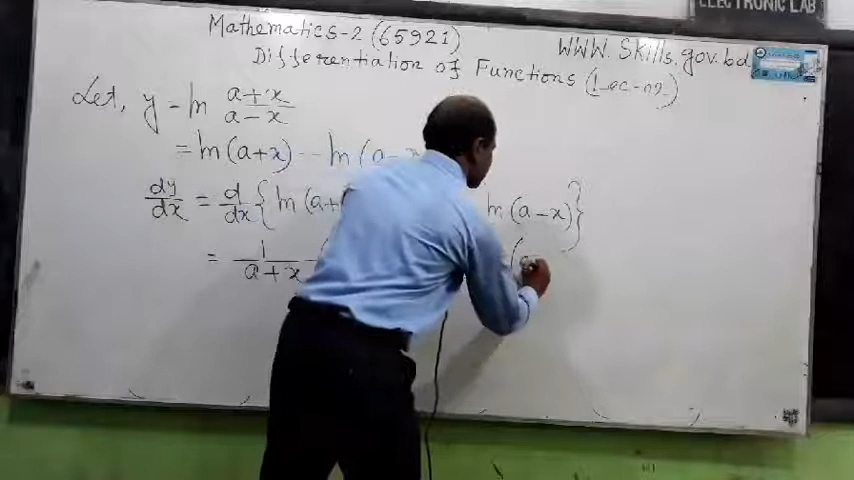 ELECTRONIC LAB
Mathematics-2 (65921)
WWW.Skills.gov.bd
Differentiation of Functions (Lec-02)
Let, y = ln a+x / a-x
= ln(a+x) - ln(a-x
dy/dx = d/dx { ln(a+ ln(a-x) }
= 1/a+x ( (a